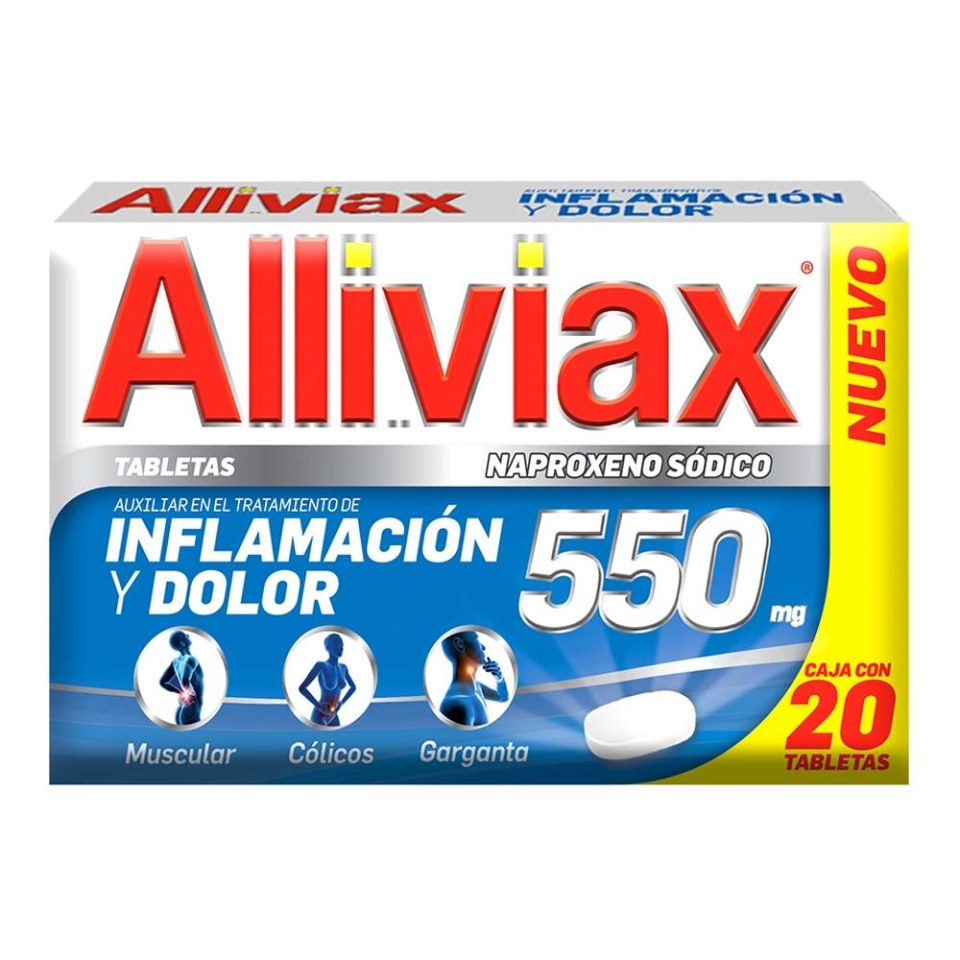 Alliviax
AUXILIAR EN EL TRATAMIENTO DE
INFLAMACIÓN
Y DOLOR
Alliviax®
NUEVO
TABLETAS
NAPROXENO SÓDICO
AUXILIAR EN EL TRATAMIENTO DE
INFLAMACIÓN
Y DOLOR
550 mg
Muscular
Cólicos
Garganta
CAJA CON
20
TABLETAS